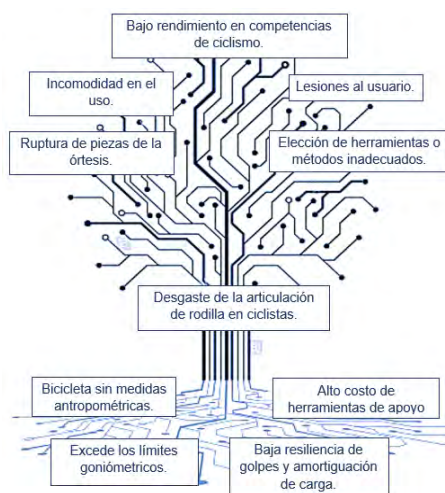 Bajo rendimiento en competencias
de ciclismo.
Incomodidad en el
uso.
Lesiones al usuario.
Ruptura de piezas de la
órtesis.
Elección de herramientas o
métodos inadecuados.
Desgaste de la articulación
de rodilla en ciclistas.
Bicicleta sin medidas
antropométricas.
Alto costo de
herramientas de apoyo
Excede los límites
goniométricos.
Baja resiliencia de
golpes y amortiguación
de carga.